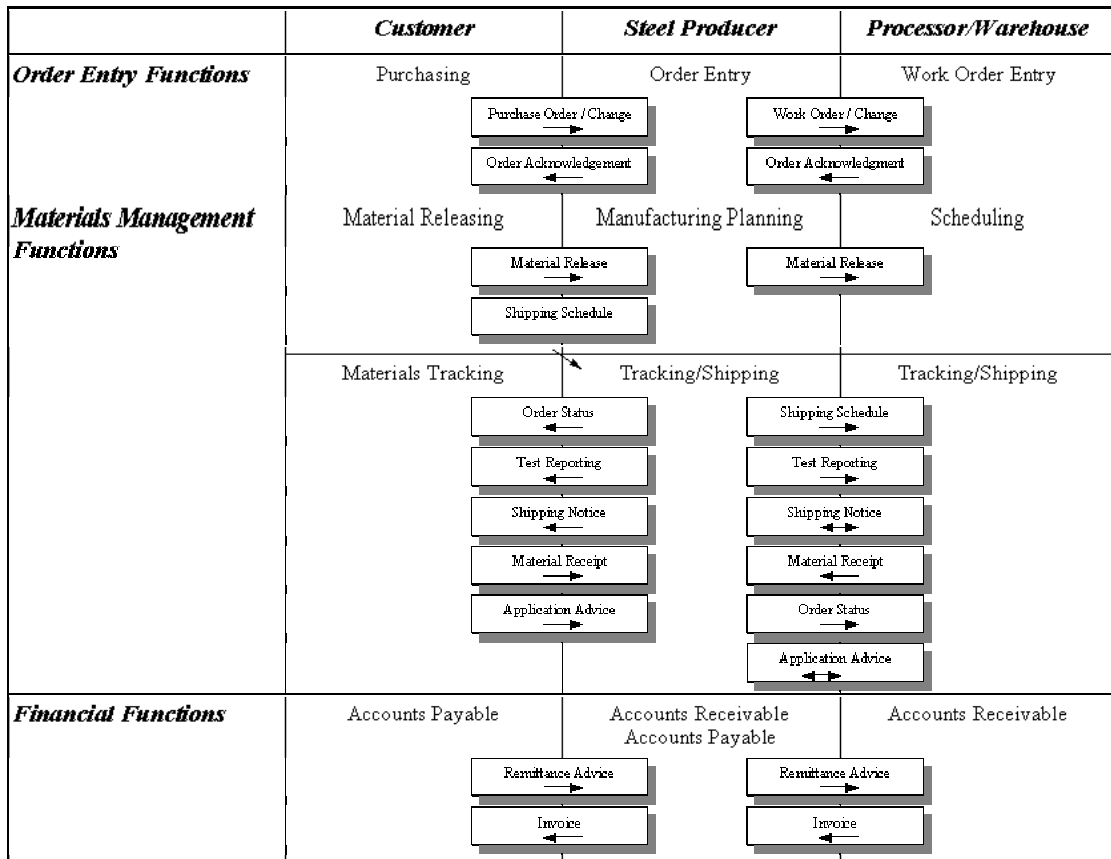 Customer
Steel Producer
Processor/Warehouse
Order Entry Functions
Purchasing
Order Entry
Work Order Entry
Purchase Order / Change
Work Order / Change
Order Acknowledgement
Order Acknowledgment
Materials Management
Functions
Material Releasing
Manufacturing Planning
Scheduling
Material Release
Material Release
Shipping Schedule
Materials Tracking
Tracking/Shipping
Tracking/Shipping
Order Status
Shipping Schedule
Test Reporting
Test Reporting
Shipping Notice
Shipping Notice
Material Receipt
Material Receipt
Application Advice
Order Status
Application Advice
Financial Functions
Accounts Payable
Accounts Receivable
Accounts Payable
Accounts Receivable
Remittance Advice
Remittance Advice
Invoice
Invoice